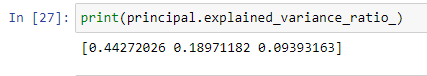 In [27]: print(principal.explained_variance_ratio_)
[0.44272026 0.18971182 0.09393163]